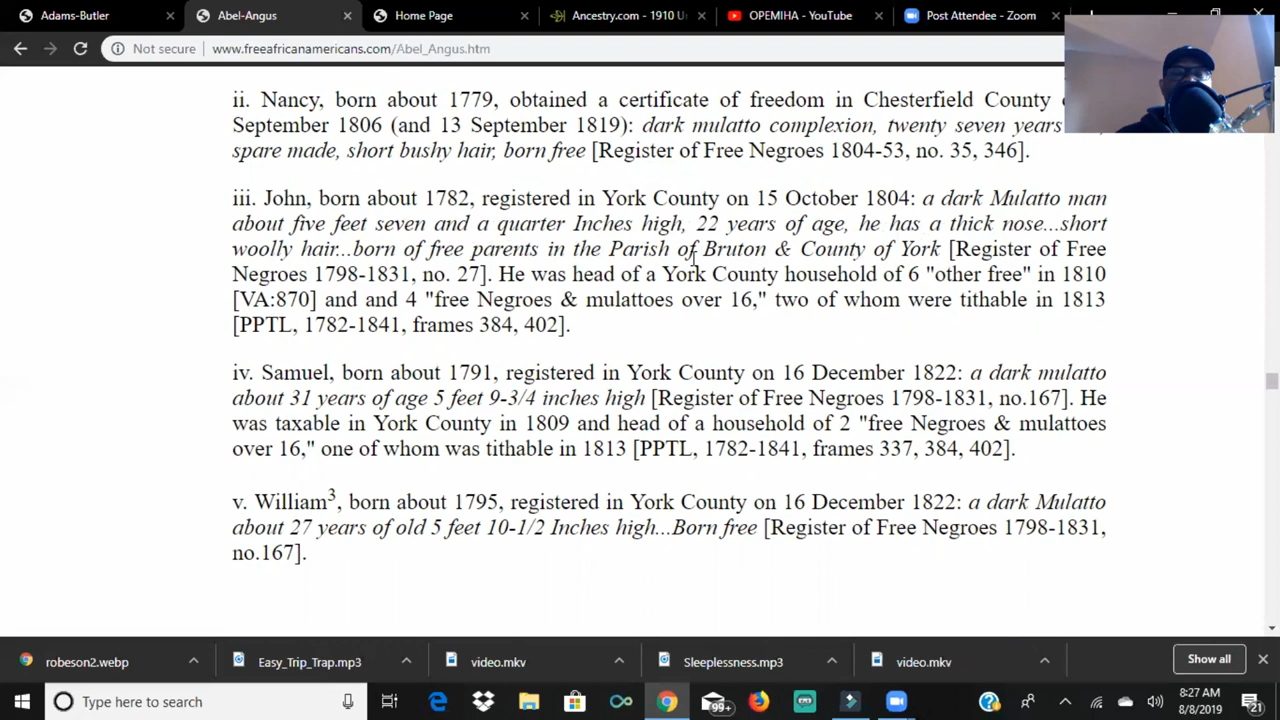 Adams-Butler
Abel-Angus
Home Page
Ancestry.com - 1910 U
OPEMIHA - YouTube
Post Attendee - Zoom
Not secure
www.freeafricanamericans.com/Abel_Angus.htm
ii. Nancy, born about 1779, obtained a certificate of freedom in Chesterfield County
September 1806 (and 13 September 1819): dark mulatto complexion, twenty seven years
spare made, short bushy hair, born free [Register of Free Negroes 1804-53, no. 35, 346].
iii. John, born about 1782, registered in York County on 15 October 1804: a dark Mulatto man
about five feet seven and a quarter Inches high, 22 years of age, he has a thick nose...short
woolly hair...born of free parents in the Parish of Bruton & County of York [Register of Free
Negroes 1798-1831, no. 27]. He was head of a York County household of 6 "other free" in 1810
[VA:870] and and 4 "free Negroes & mulattoes over 16," two of whom were tithable in 1813
[PPTL, 1782-1841, frames 384, 402].
iv. Samuel, born about 1791, registered in York County on 16 December 1822: a dark mulatto
about 31 years of age 5 feet 9-3/4 inches high [Register of Free Negroes 1798-1831, no.167]. He
was taxable in York County in 1809 and head of a household of 2 "free Negroes & mulattoes
over 16," one of whom was tithable in 1813 [PPTL, 1782-1841, frames 337, 384, 402].
v. William3, born about 1795, registered in York County on 16 December 1822: a dark Mulatto
about 27 years of old 5 feet 10-1/2 Inches high...Born free [Register of Free Negroes 1798-1831,
no.167].
robeson2.webp
Easy_Trip_Trap.mp3
video.mkv
Sleeplessness.mp3
video.mkv
Show all
Type here to search
99+
8:27 AM
8/8/2019
21